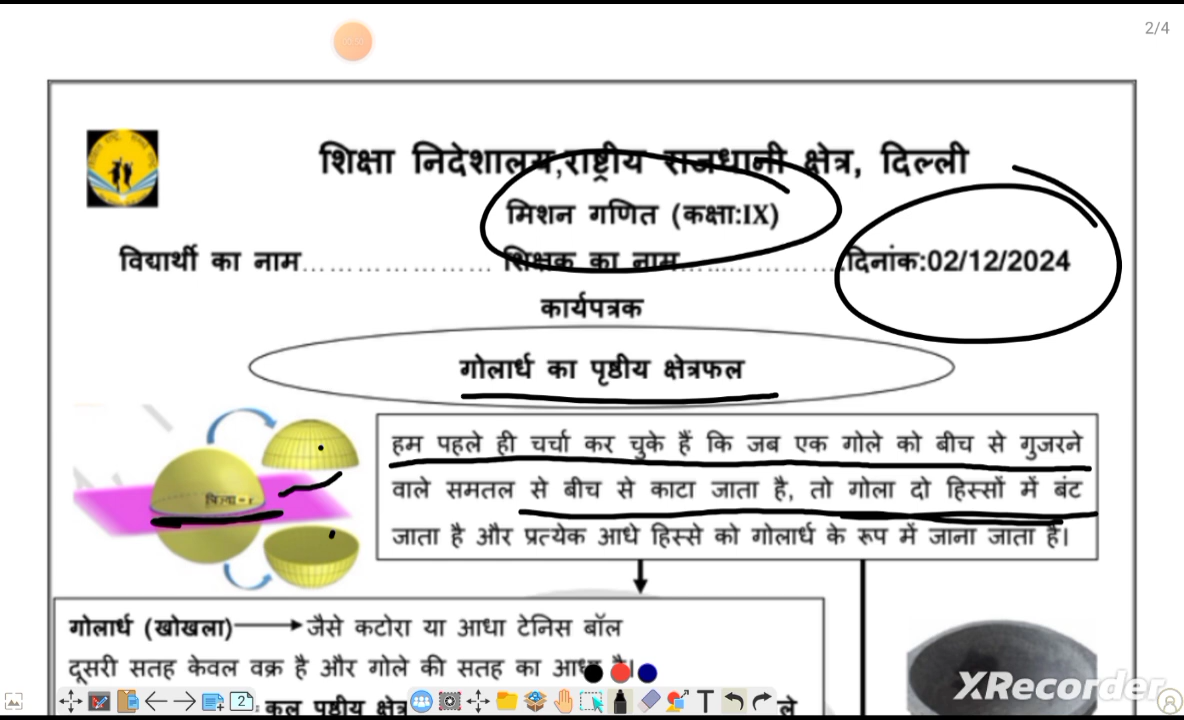 2/4
शिक्षा निदेशालय,राष्ट्रीय राजधानी क्षेत्र, दिल्ली
मिशन गणित (कक्षा:IX)
विद्यार्थी का नाम..................... शिक्षक का नाम..................दिनांक:02/12/2024
कार्यपत्रक
गोलार्ध का पृष्ठीय क्षेत्रफल
हम पहले ही चर्चा कर चुके हैं कि जब एक गोले को बीच से गुजरने
वाले समतल से बीच से काटा जाता है, तो गोला दो हिस्सों में बंट
जाता है और प्रत्येक आधे हिस्से को गोलार्ध के रूप में जाना जाता है।
गोलार्ध (खोखला) → जैसे कटोरा या आधा टेनिस बॉल
दूसरी सतह केवल वक्र है और गोले की सतह का
कुल पृष्ठीय
XRecorder
2
T